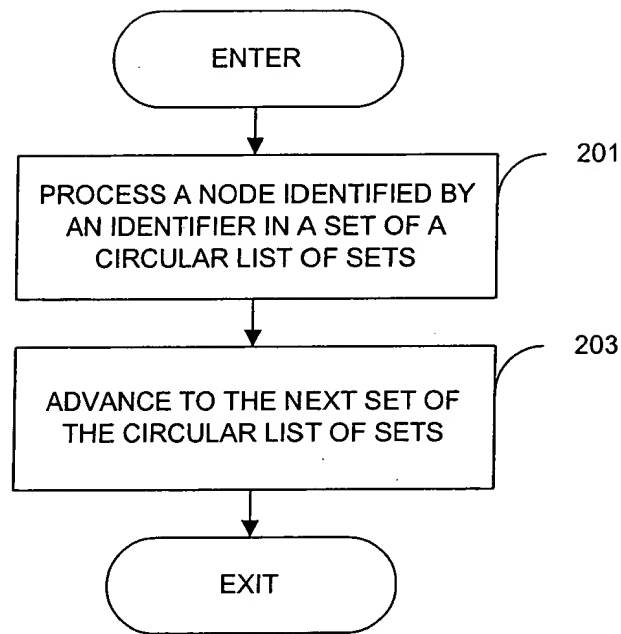 ENTER
201
PROCESS A NODE IDENTIFIED BY
AN IDENTIFIER IN A SET OF A
CIRCULAR LIST OF SETS
203
ADVANCE TO THE NEXT SET OF
THE CIRCULAR LIST OF SETS
EXIT